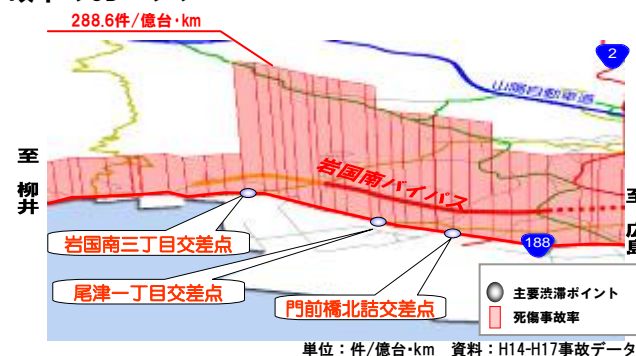 288.6件/億台･km
2
山陽自動車道
至
柳井
岩国南バイパス
至
広島
岩国南三丁目交差点
188
尾津一丁目交差点
門前橋北詰交差点
主要渋滞ポイント
死傷事故率
単位：件/億台･km 資料：H14-H17事故データ